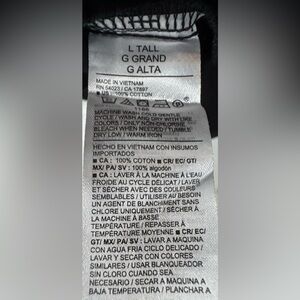 L TALL
G GRAND
G ALTA
MADE IN VIETNAM
RN 54023 / CA 17897
■ US : 100% COTTON
MACHINE WASH COLD GENTLE
CYCLE / WASH AND DRY WITH LIKE
COLORS / ONLY NON-CHLORINE
BLEACH WHEN NEEDED / TUMBLE
DRY LOW / WARM IRON
HECHO EN VIETNAM CON INSUMOS
IMPORTADOS
■ CA : 100% COTON ■ CR/ EC/ GT/
MX/ PA/ SV : 100% algodón
■ CA : LAVER À LA MACHINE À L'EAU
FROIDE AU CYCLE DÉLICAT / LAVER
ET SÉCHER AVEC DES COULEURS
SEMBLABLES / UTILISER AU BESOIN
UN AGENT DE BLANCHIMENT SANS
CHLORE UNIQUEMENT / SÉCHER À
LA MACHINE À BASSE
TEMPÉRATURE / REPASSER À
TEMPÉRATURE MOYENNE ■ CR/ EC/
GT/ MX/ PA/ SV : LAVAR A MAQUINA
CON AGUA FRIA CICLO DELICADO /
LAVAR Y SECAR CON COLORES
SIMILARES / USAR BLANQUEADOR
SIN CLORO CUANDO SEA
NECESARIO / SECAR A MAQUINA A
BAJA TEMPERATURA / PLANCHAR A